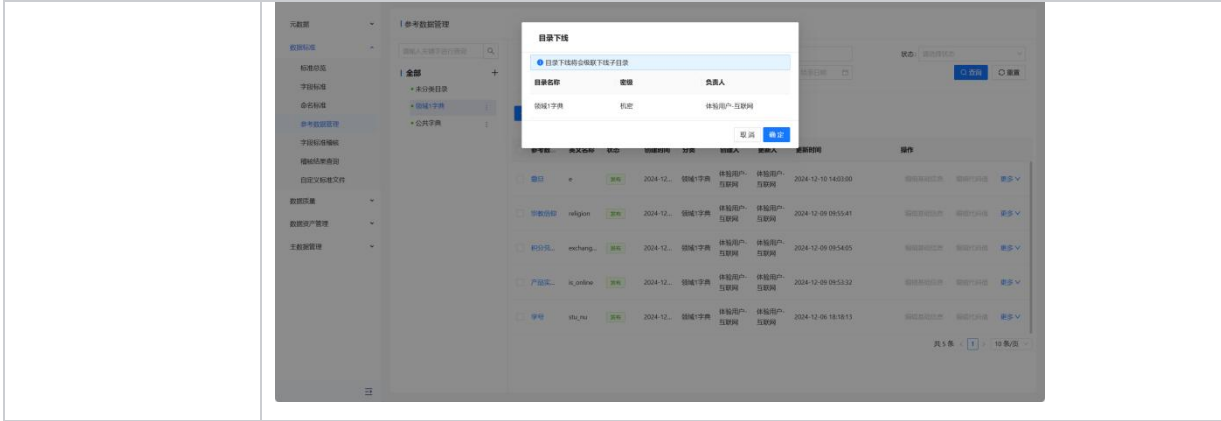 元数据
数据标准
标准总览
字段标准
命名标准
参考数据管理
字段标准稽核
稽核结果查询
自定义标准文件
数据质量
数据资产管理
主数据管理
参考数据管理
全部 +
未分类目录
领域1字典
公共字典
目录下线
目录下线将会级联下线子目录
目录名称 密级 负责人
领域1字典 机密 体验用户-互联网
取消 确定
状态:
查询 重置
参考数... 英文名称 状态 创建时间 分类 创建人 更新人 更新时间 操作
e 发布 2024-12... 领域1字典 体验用户-互联网 体验用户-互联网 2024-12-10 14:03:00 更多
religion 发布 2024-12... 领域1字典 体验用户-互联网 体验用户-互联网 2024-12-09 09:55:41 更多
exchang... 发布 2024-12... 领域1字典 体验用户-互联网 体验用户-互联网 2024-12-09 09:54:05 更多
is_online 发布 2024-12... 领域1字典 体验用户-互联网 体验用户-互联网 2024-12-09 09:53:32 更多
学号 stu_no 发布 2024-12... 领域1字典 体验用户-互联网 体验用户-互联网 2024-12-06 18:18:13 更多
共 5 条 < 1 > 10 条/页